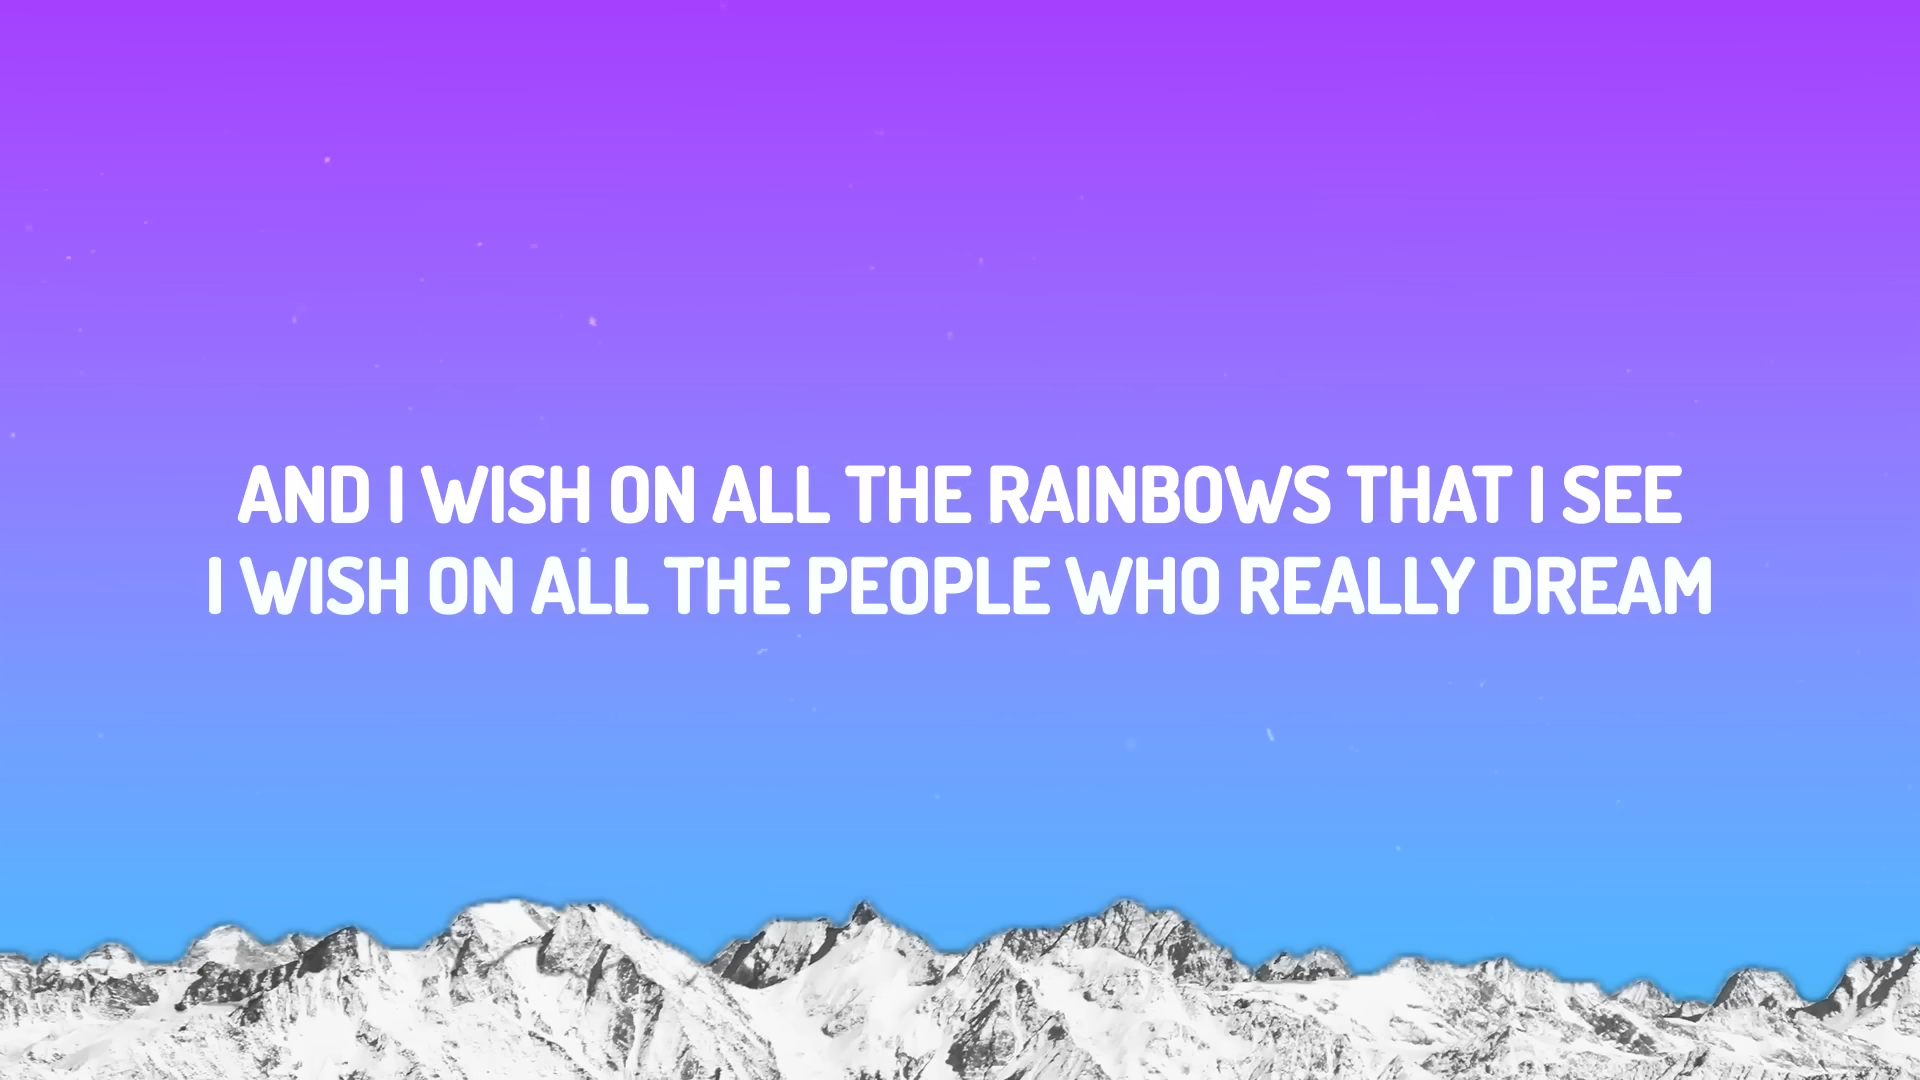 AND I WISH ON ALL THE RAINBOWS THAT I SEE
I WISH ON ALL THE PEOPLE WHO REALLY DREAM